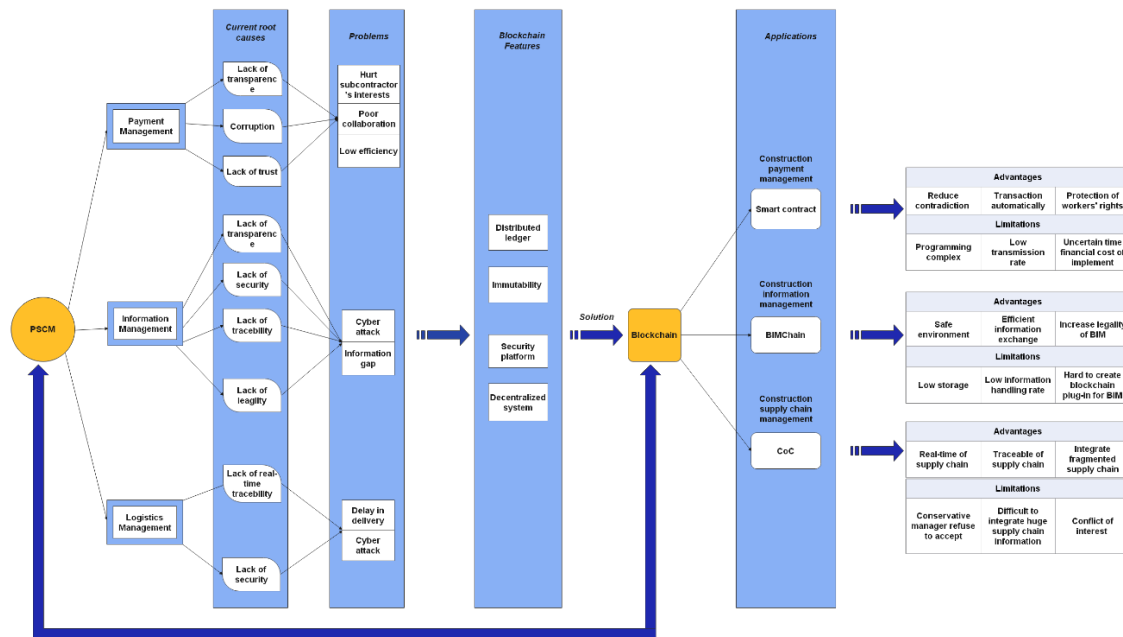 Current root
causes
Problems
Blockchain
Features
Applications
PSCM
Payment
Management
Information
Management
Logistics
Management
Lack of
transparenc
e
Corruption
Lack of trust
Lack of
transparenc
e
Lack of
security
Lack of
tracebility
Lack of
leaglity
Lack of real-
time
tracebility
Lack of
security
Hurt
subcontractor
's interests
Poor
collaboration
Low efficiency
Cyber
attack
Information
gap
Delay in
delivery
Cyber
attack
Distributed
ledger
Immutability
Security
platform
Decentralized
system
Solution
Blockchain
Construction
payment
management
Smart contract
Construction
information
management
BIMChain
Construction
supply chain
management
CoC
Advantages
Reduce
contradiction
Transaction
automatically
Protection of
workers' rights
Limitations
Programming
complex
Low
transmission
rate
Uncertain time
financial cost of
implement
Advantages
Safe
environment
Efficient
information
exchange
Increase legality
of BIM
Limitations
Low storage
Low information
handling rate
Hard to create
blockchain
plug-in for BIM
Advantages
Real-time of
supply chain
Traceable of
supply chain
Integrate
fragmented
supply chain
Limitations
Conservative
manager refuse to
accept
Difficult to
integrate huge
supply chain
information
Conflict of
interest